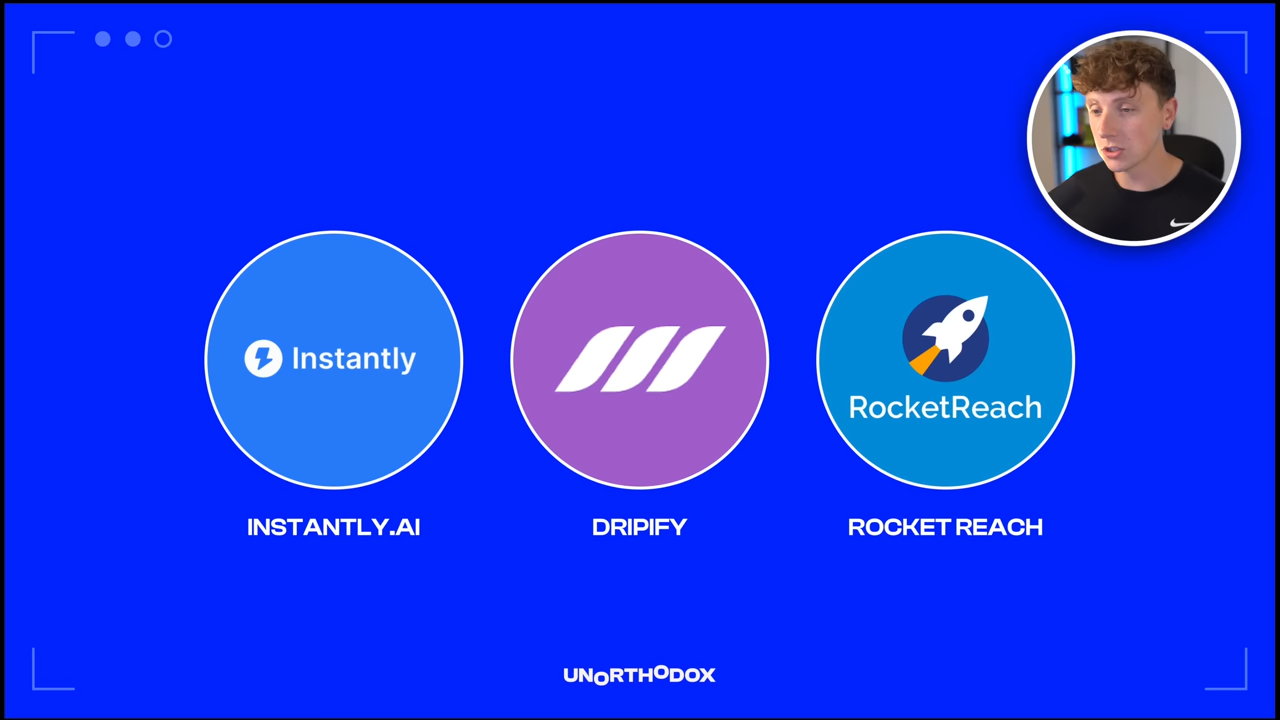 Instantly
RocketReach
INSTANTLY.AI
DRIPIFY
ROCKET REACH
UNORTHODOX